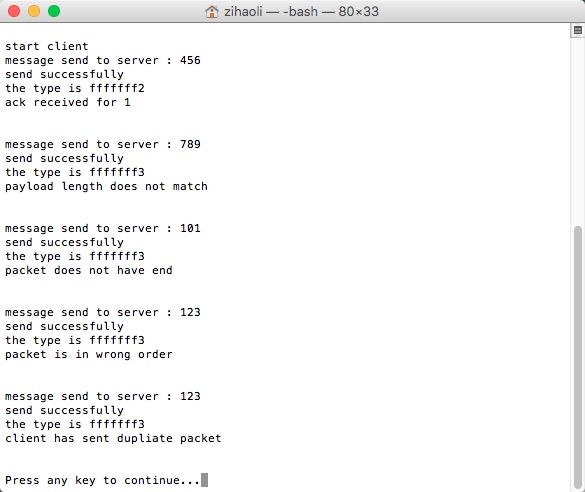 zihaoli — -bash — 80×33
start client
message send to server : 456
send successfully
the type is fffffff2
ack received for 1
message send to server : 789
send successfully
the type is fffffff3
payload length does not match
message send to server : 101
send successfully
the type is fffffff3
packet does not have end
message send to server : 123
send successfully
the type is fffffff3
packet is in wrong order
message send to server : 123
send successfully
the type is fffffff3
client has sent dupliate packet
Press any key to continue...